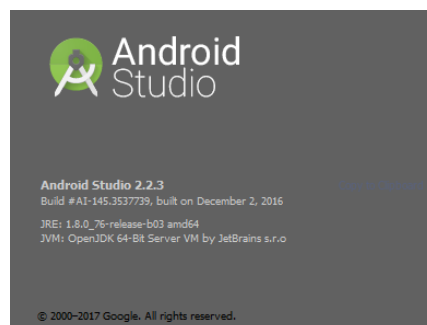 Android
Studio
Android Studio 2.2.3
Build #AI-145.3537739, built on December 2, 2016
JRE: 1.8.0_76-release-b03 amd64
JVM: OpenJDK 64-Bit Server VM by JetBrains s.r.o
© 2000–2017 Google. All rights reserved.